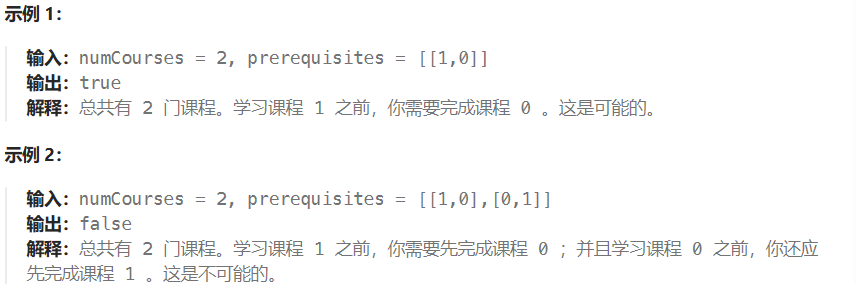 示例 1：
输入：numCourses = 2, prerequisites = [[1,0]]
输出：true
解释：总共有 2 门课程。学习课程 1 之前，你需要完成课程 0 。这是可能的。
示例 2：
输入：numCourses = 2, prerequisites = [[1,0],[0,1]]
输出：false
解释：总共有 2 门课程。学习课程 1 之前，你需要先完成课程 0 ；并且学习课程 0 之前，你还应
先完成课程 1 。这是不可能的。